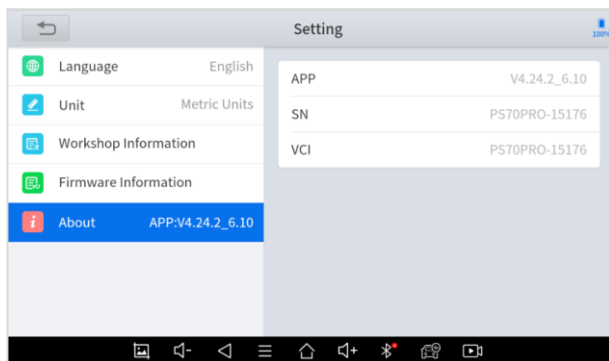 Setting
100%
Language English
Unit Metric Units
Workshop Information
Firmware Information
About APP:V4.24.2_6.10
APP V4.24.2_6.10
SN PS70PRO-15176
VCI PS70PRO-15176